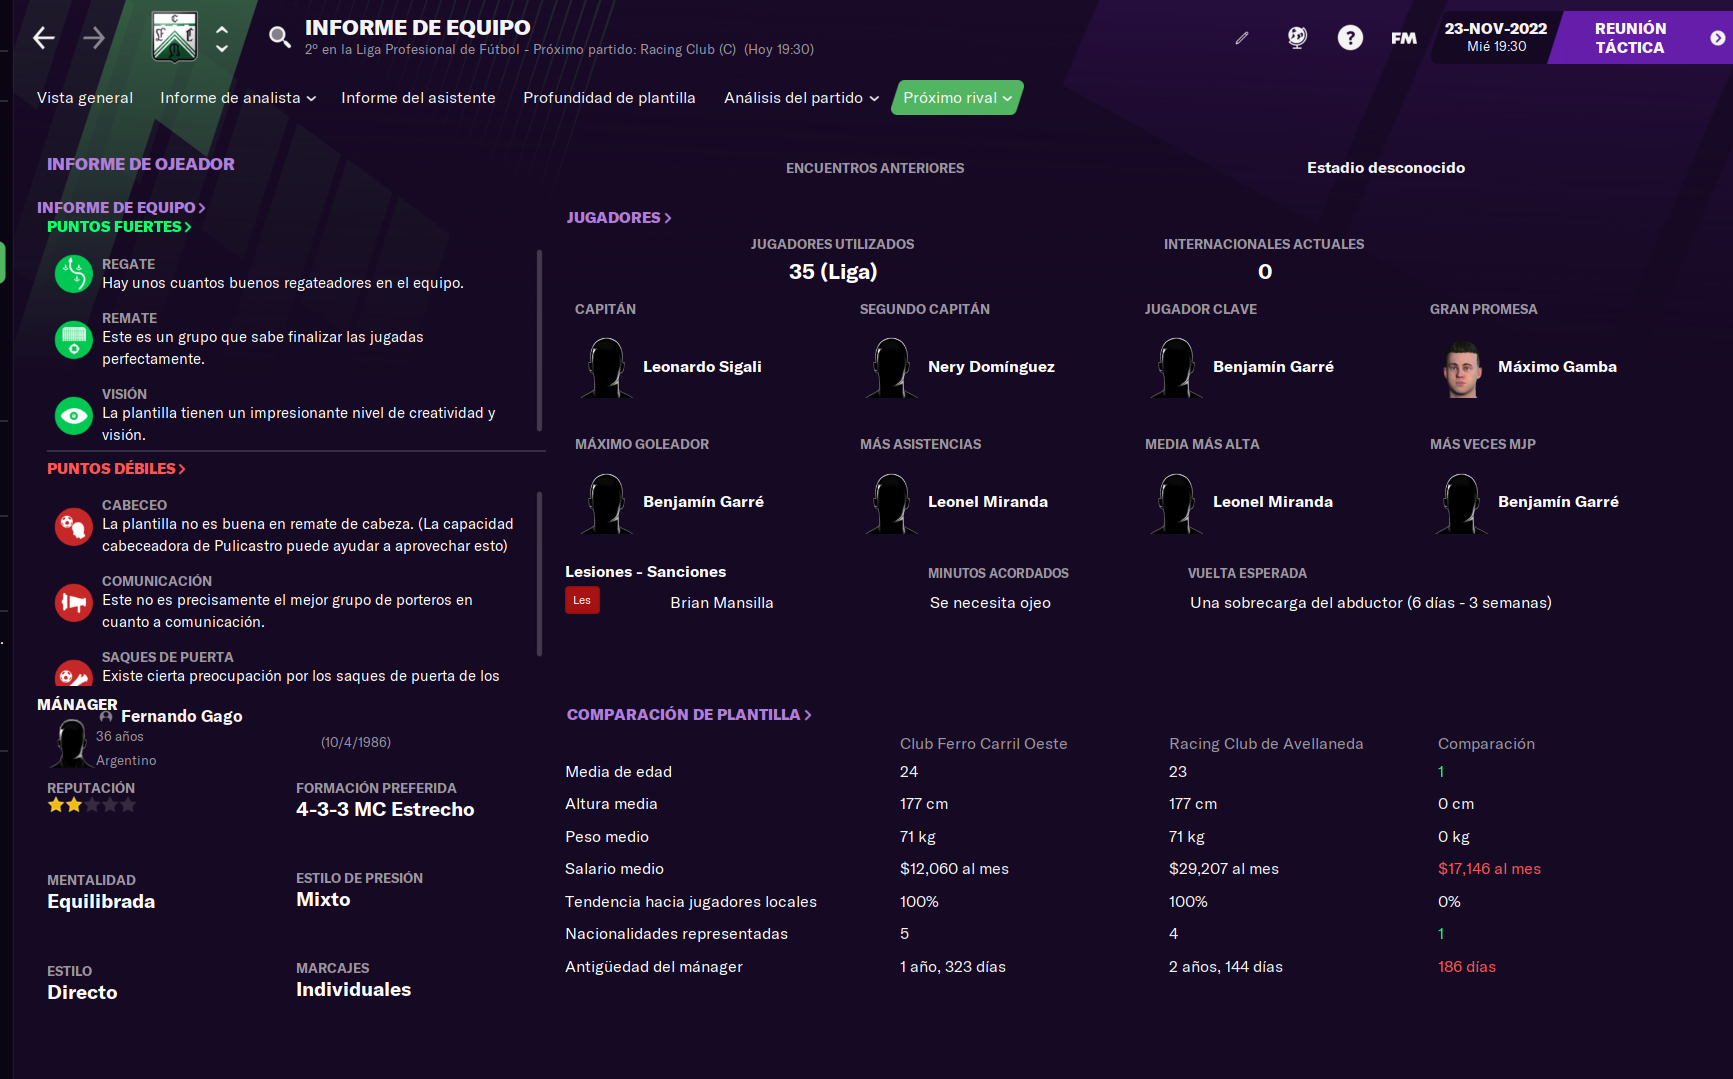 INFORME DE EQUIPO
2º en la Liga Profesional de Fútbol - Próximo partido: Racing Club (C) (Hoy 19:30)
FM
23-NOV-2022
Mié 19:30
REUNIÓN
TÁCTICA
Vista general
Informe de analista
Informe del asistente
Profundidad de plantilla
Análisis del partido
Próximo rival
INFORME DE OJEADOR
ENCUENTROS ANTERIORES
Estadio desconocido
INFORME DE EQUIPO
PUNTOS FUERTES
REGATE
Hay unos cuantos buenos regateadores en el equipo.
REMATE
Este es un grupo que sabe finalizar las jugadas
perfectamente.
VISIÓN
La plantilla tienen un impresionante nivel de creatividad y
visión.
PUNTOS DÉBILES
CABECEO
La plantilla no es buena en remate de cabeza. (La capacidad
cabeceadora de Pulicastro puede ayudar a aprovechar esto)
COMUNICACIÓN
Este no es precisamente el mejor grupo de porteros en
cuanto a comunicación.
SAQUES DE PUERTA
Existe cierta preocupación por los saques de puerta de los
JUGADORES
JUGADORES UTILIZADOS
35 (Liga)
INTERNACIONALES ACTUALES
0
CAPITÁN
Leonardo Sigali
SEGUNDO CAPITÁN
Nery Domínguez
JUGADOR CLAVE
Benjamín Garré
GRAN PROMESA
Máximo Gamba
MÁXIMO GOLEADOR
Benjamín Garré
MÁS ASISTENCIAS
Leonel Miranda
MEDIA MÁS ALTA
Leonel Miranda
MÁS VECES MJP
Benjamín Garré
Lesiones - Sanciones
MINUTOS ACORDADOS
VUELTA ESPERADA
Les
Brian Mansilla
Se necesita ojeo
Una sobrecarga del abductor (6 días - 3 semanas)
MÁNAGER
Fernando Gago
36 años
(10/4/1986)
Argentino
REPUTACIÓN
FORMACIÓN PREFERIDA
4-3-3 MC Estrecho
MENTALIDAD
Equilibrada
ESTILO DE PRESIÓN
Mixto
ESTILO
Directo
MARCAJES
Individuales
COMPARACIÓN DE PLANTILLA
Club Ferro Carril Oeste Racing Club de Avellaneda Comparación
Media de edad 24 23 1
Altura media 177 cm 177 cm 0 cm
Peso medio 71 kg 71 kg 0 kg
Salario medio $12,060 al mes $29,207 al mes $17,146 al mes
Tendencia hacia jugadores locales 100% 100% 0%
Nacionalidades representadas 5 4 1
Antigüedad del mánager 1 año, 323 días 2 años, 144 días 186 días